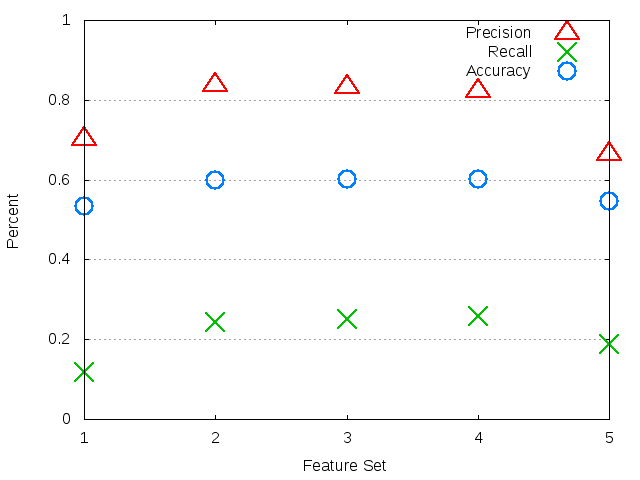 1
0.8
0.6
0.4
0.2
0
Percent
Precision
Recall
Accuracy
1 2 3 4 5
Feature Set